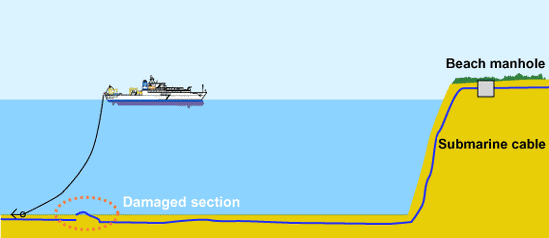 Beach manhole
Submarine cable
Damaged section